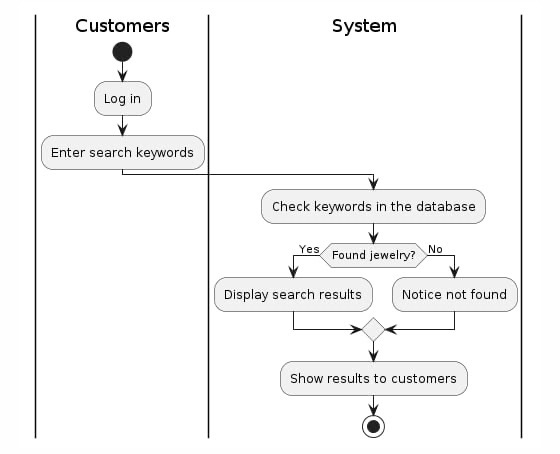 Customers
System
Log in
Enter search keywords
Check keywords in the database
Yes
Found jewelry?
No
Display search results
Notice not found
Show results to customers